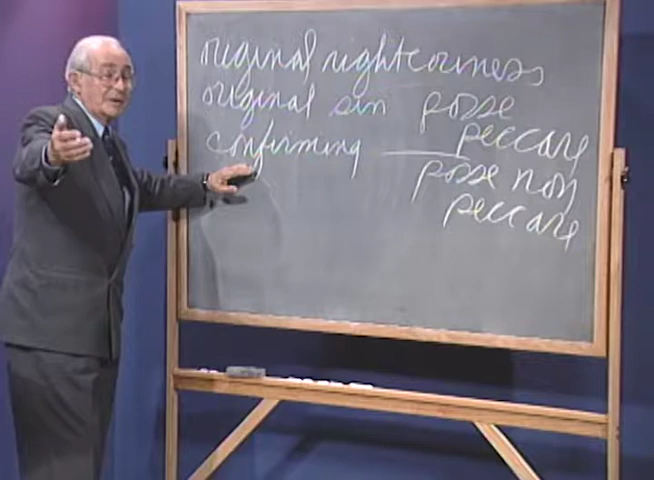 original righteousness
original sin posse
peccare
confirming
posse non
peccare